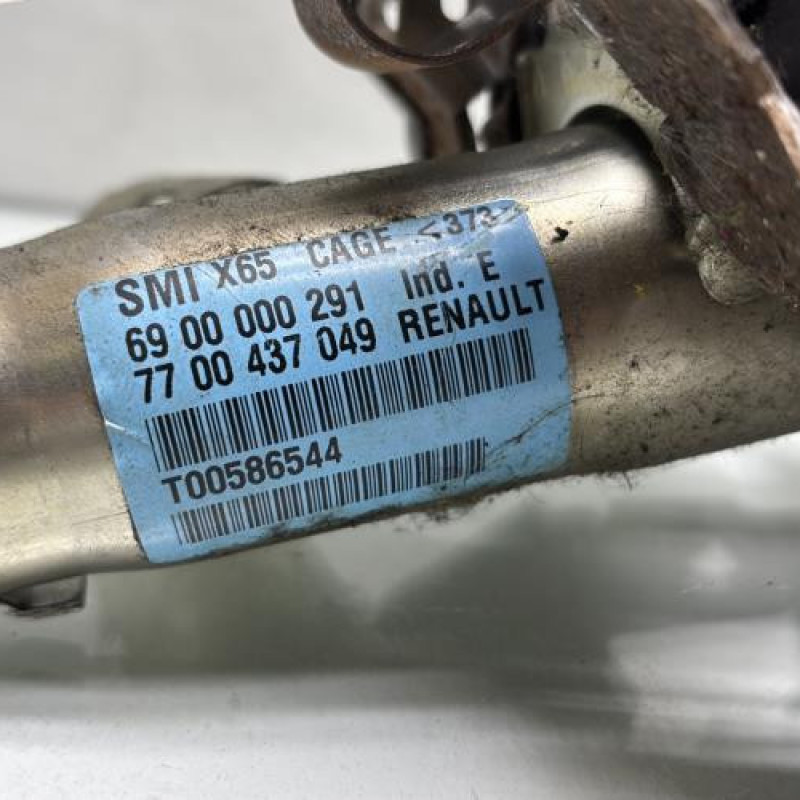 SMI X65 CAGE <373>
69 00 000 291 Ind. E
77 00 437 049 RENAULT
T00586544